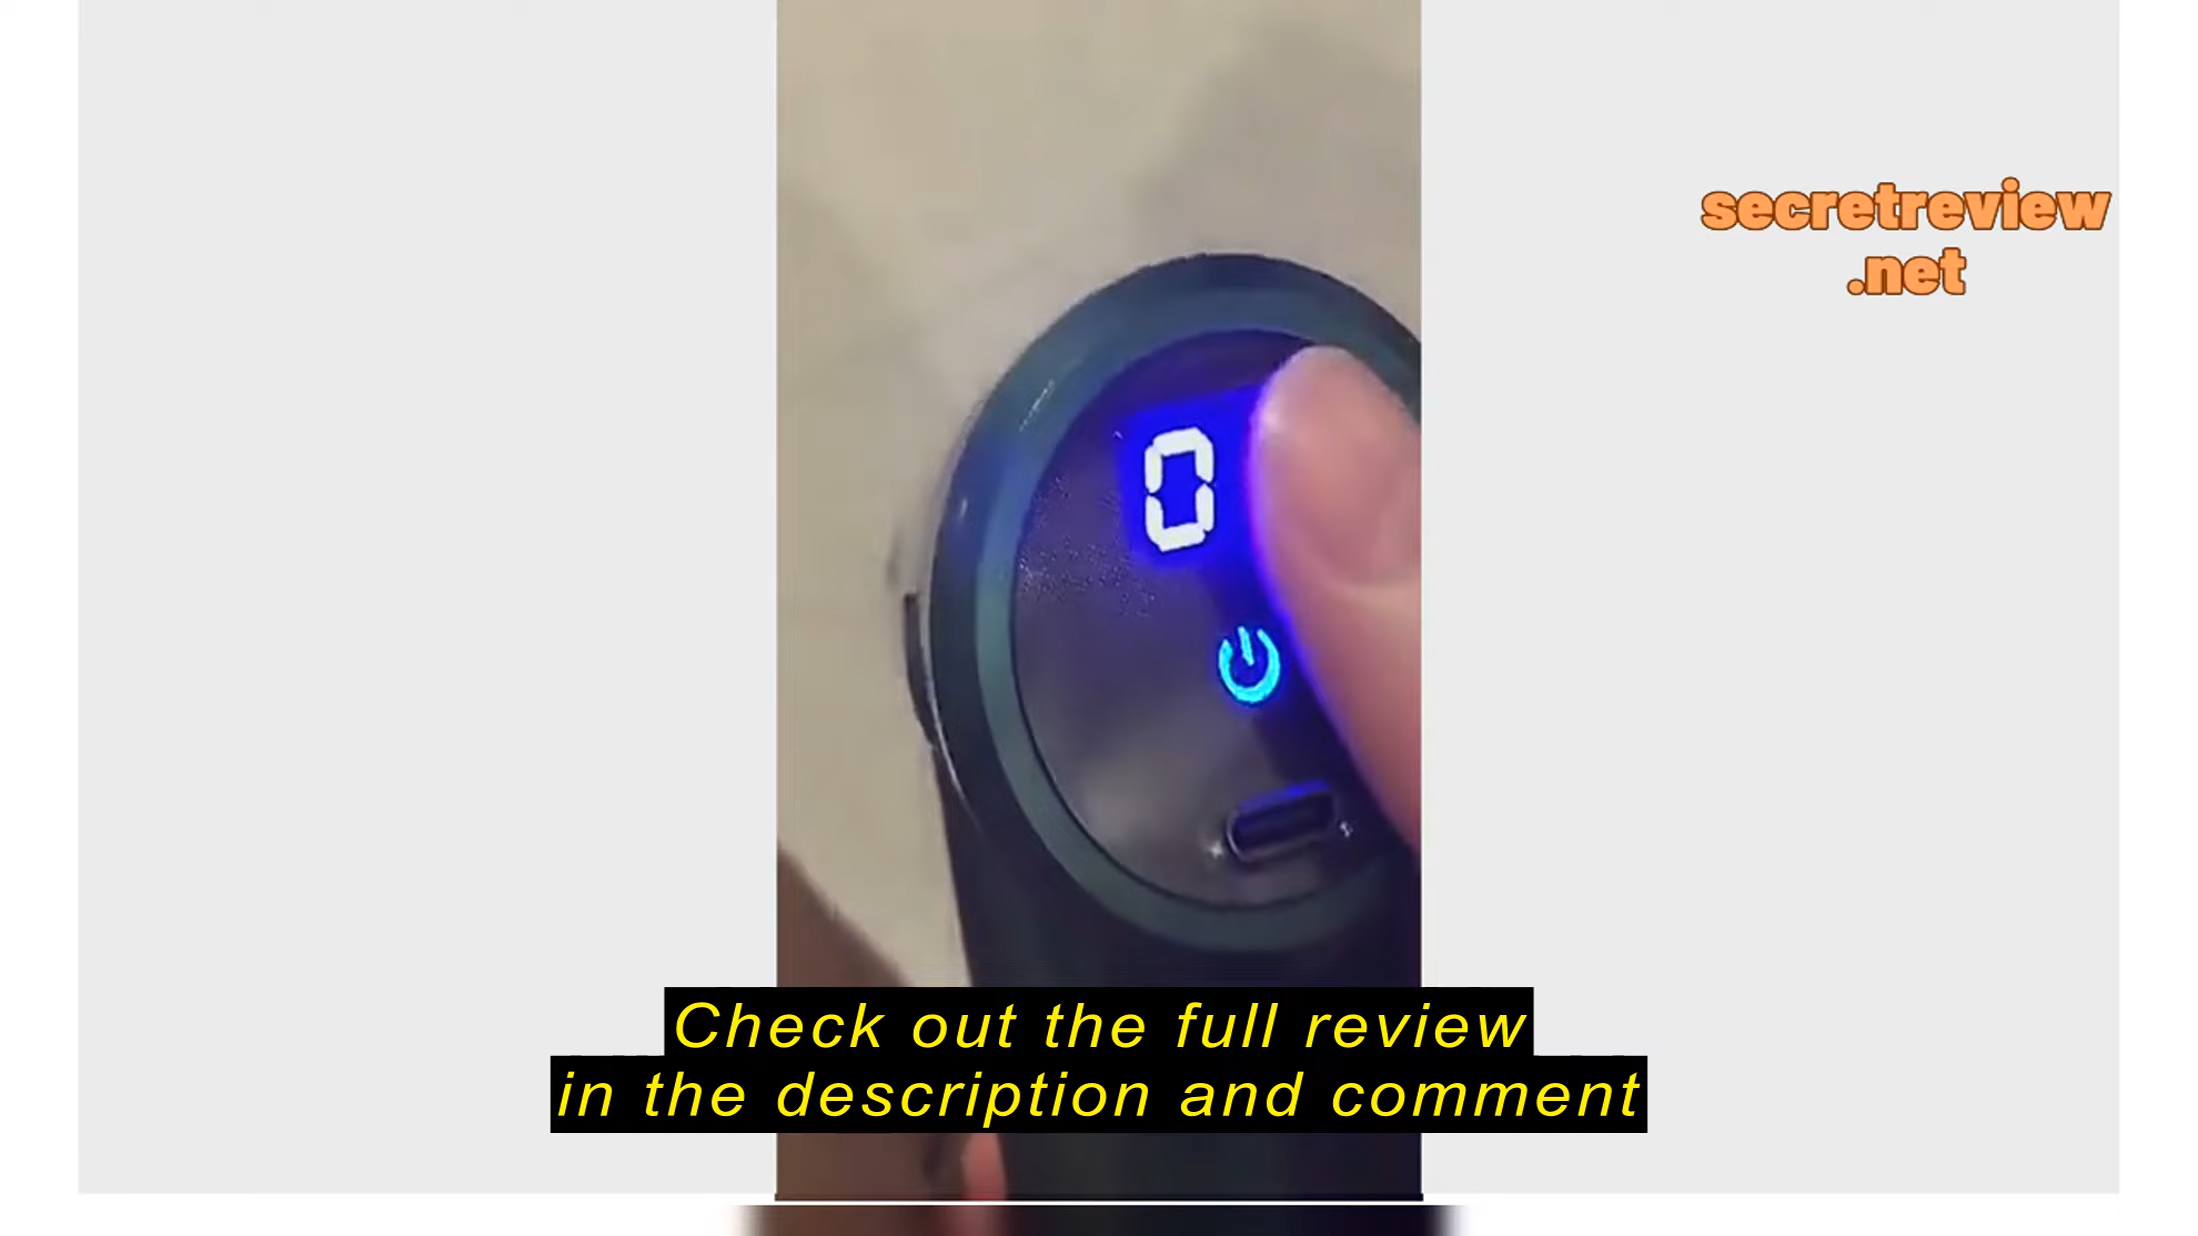 secretreview
.net
0
Check out the full review
in the description and comment